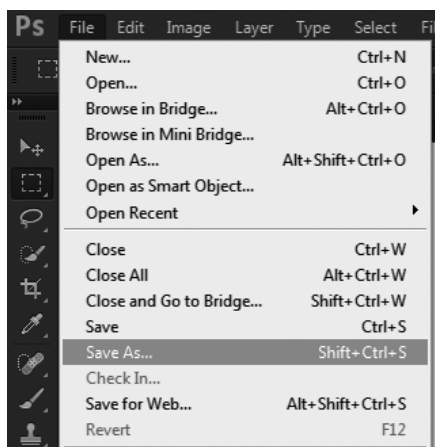 Ps File Edit Image Layer Type Select Fil
New... Ctrl+N
Open... Ctrl+O
Browse in Bridge... Alt+Ctrl+O
Browse in Mini Bridge...
Open As... Alt+Shift+Ctrl+O
Open as Smart Object...
Open Recent
Close Ctrl+W
Close All Alt+Ctrl+W
Close and Go to Bridge... Shift+Ctrl+W
Save Ctrl+S
Save As... Shift+Ctrl+S
Check In...
Save for Web... Alt+Shift+Ctrl+S
Revert F12